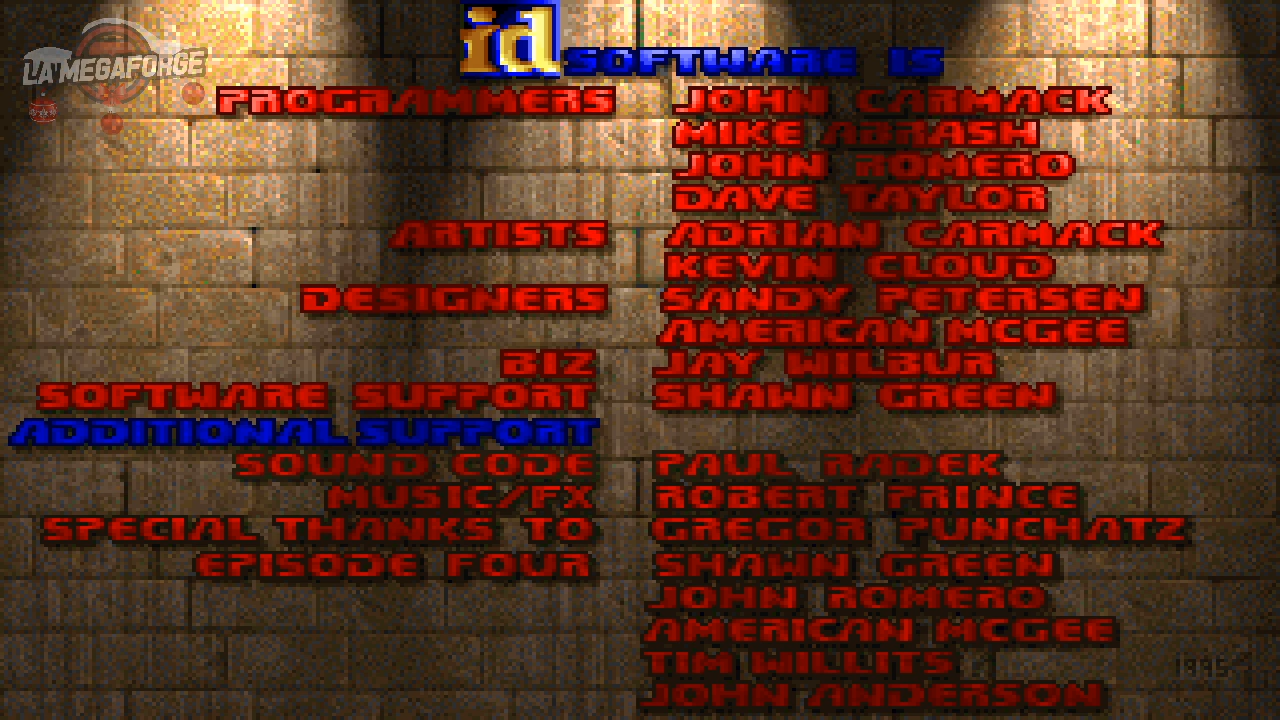 id SOFTWARE IS
LA MEGAFORGE
PROGRAMMERS JOHN CARMACK
MIKE ABRASH
JOHN ROMERO
DAVE TAYLOR
ARTISTS ADRIAN CARMACK
KEVIN CLOUD
DESIGNERS SANDY PETERSEN
AMERICAN MCGEE
BIZ JAY WILBUR
SOFTWARE SUPPORT SHAWN GREEN
ADDITIONAL SUPPORT
SOUND CODE PAUL RADEK
MUSIC/FX ROBERT PRINCE
SPECIAL THANKS TO GREGOR PUNCHATZ
EPISODE FOUR SHAWN GREEN
JOHN ROMERO
AMERICAN MCGEE
TIM WILLITS
1995
JOHN ANDERSON